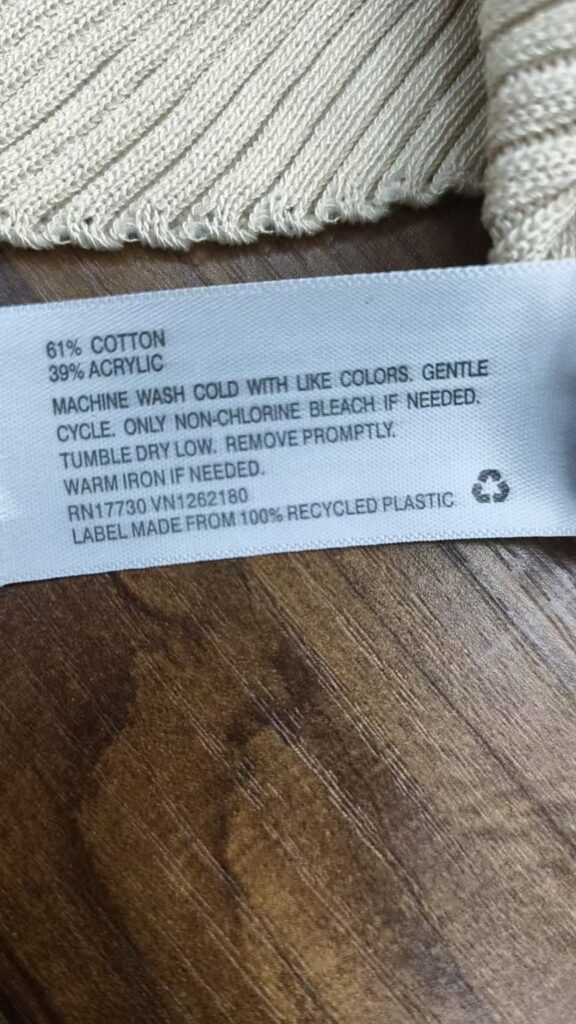 61% COTTON
39% ACRYLIC
MACHINE WASH COLD WITH LIKE COLORS. GENTLE
CYCLE. ONLY NON-CHLORINE BLEACH IF NEEDED.
TUMBLE DRY LOW. REMOVE PROMPTLY.
WARM IRON IF NEEDED.
RN17730 VN1262180
LABEL MADE FROM 100% RECYCLED PLASTIC